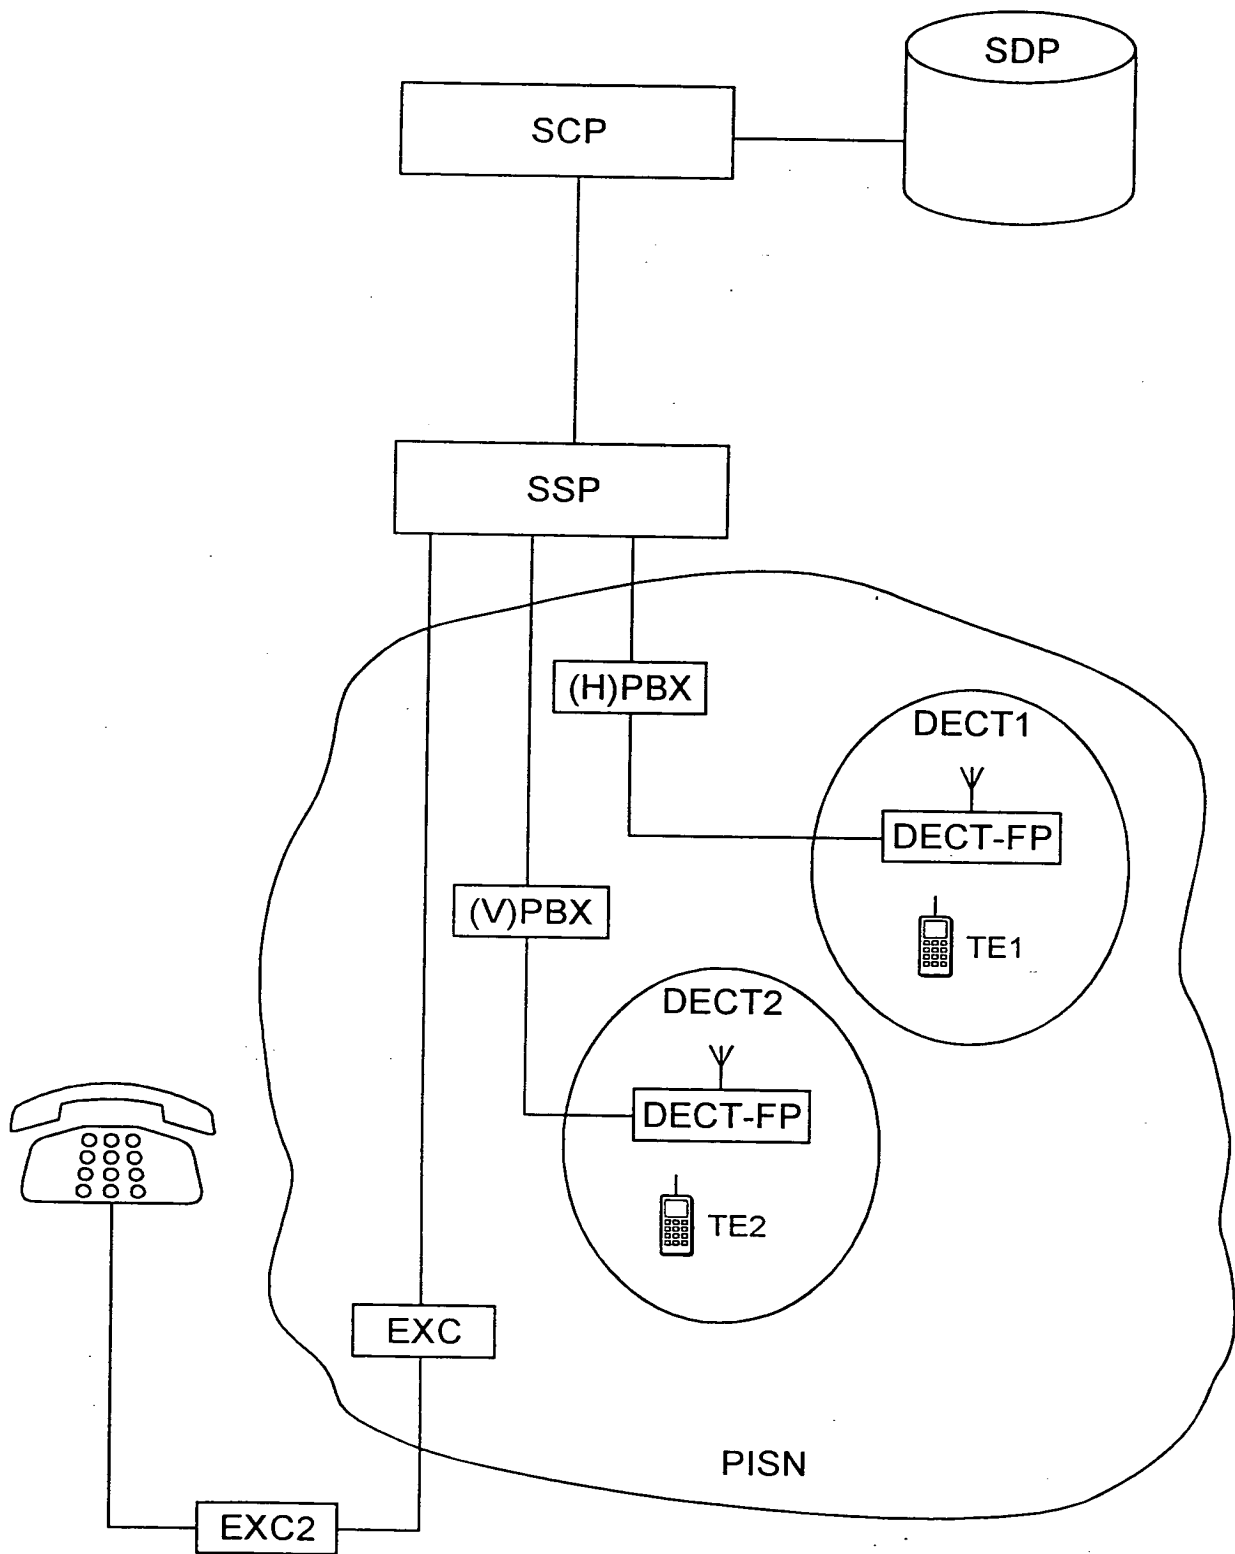 SDP
SCP
SSP
(H)PBX
DECT1
DECT-FP
(V)PBX
TE1
DECT2
DECT-FP
TE2
EXC
PISN
EXC2